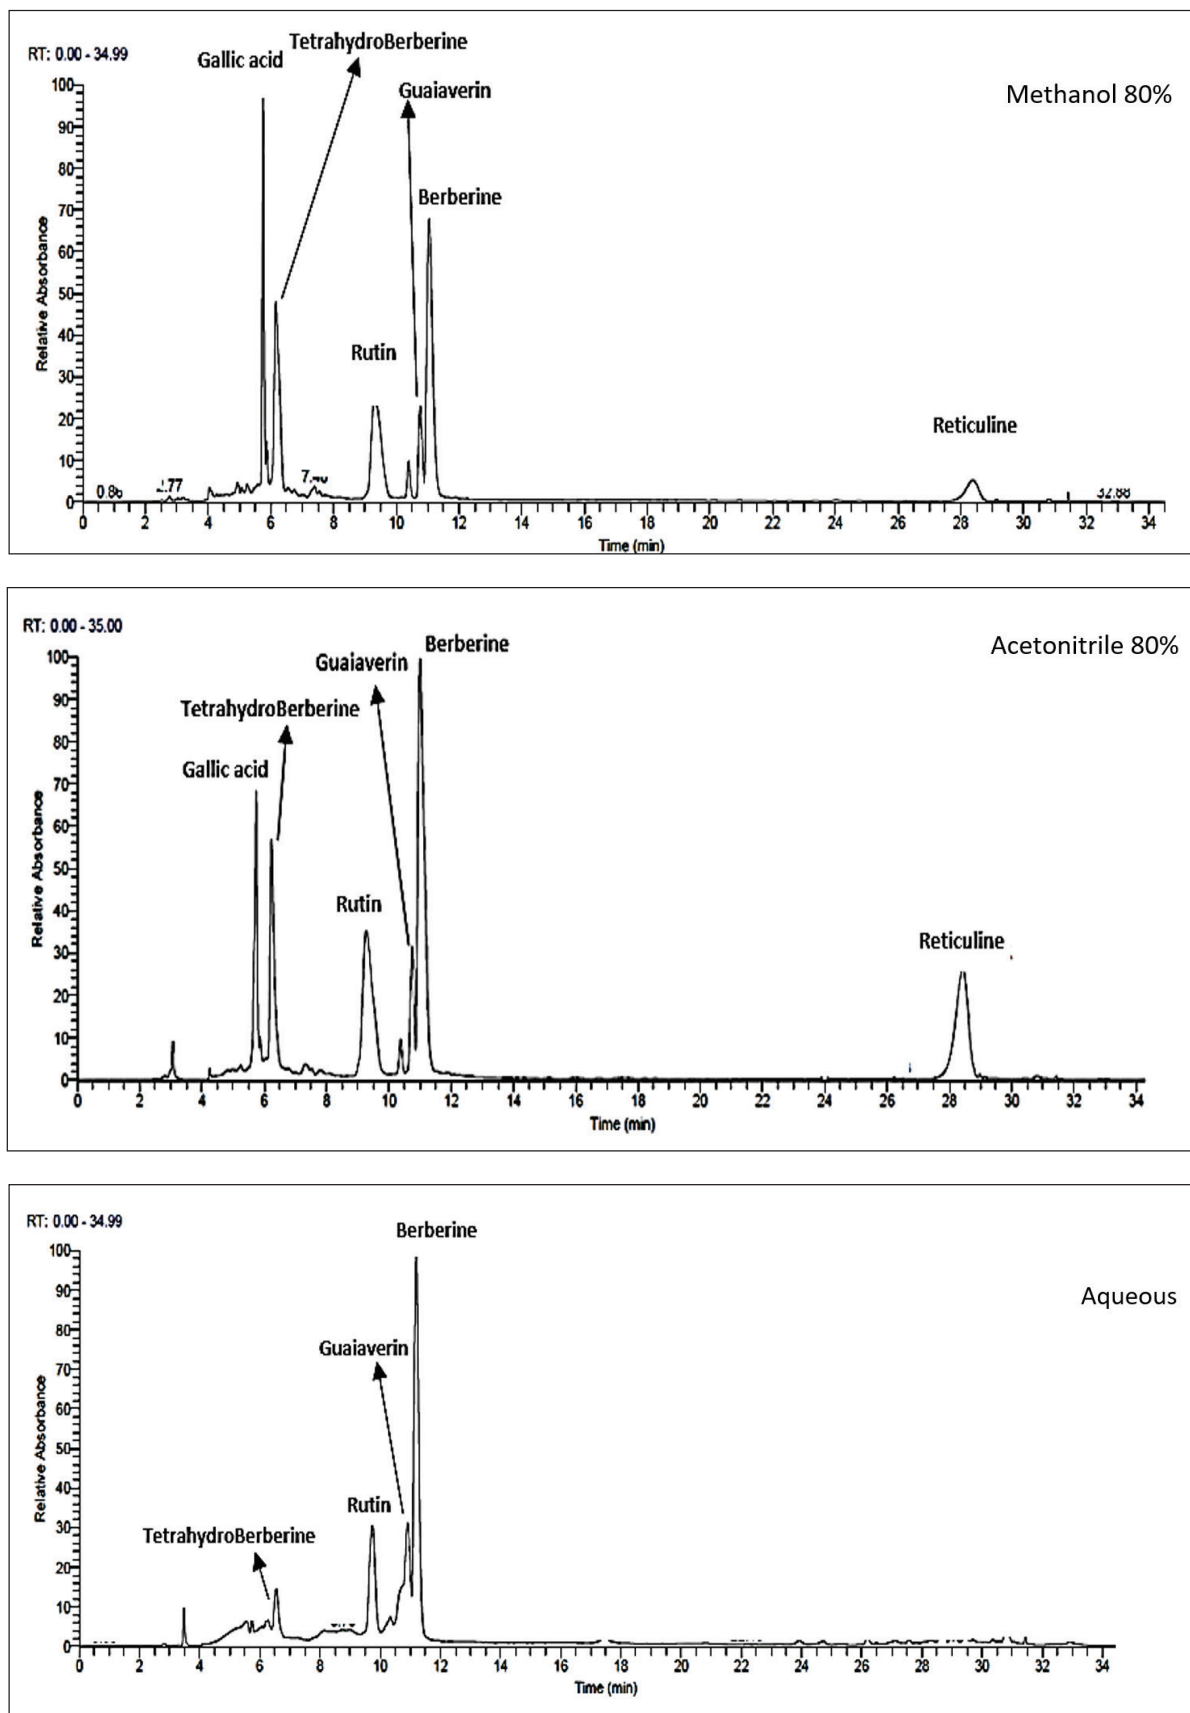 TetrahydroBerberine
RT: 0.00 - 34.99
Gallic acid
Guaiaverin
Methanol 80%
Berberine
Rutin
Reticuline
Relative Absorbance
100
90
80
70
60
50
40
30
20
10
0
0 2 4 6 8 10 12 14 16 18 20 22 24 26 28 30 32 34
Time (min)
RT: 0.00 - 35.00
Berberine
Acetonitrile 80%
Guaiaverin
TetrahydroBerberine
Gallic acid
Rutin
Reticuline
Relative Absorbance
100
90
80
70
60
50
40
30
20
10
0
0 2 4 6 8 10 12 14 16 18 20 22 24 26 28 30 32 34
Time (min)
RT: 0.00 - 34.99
Berberine
Aqueous
Guaiaverin
Rutin
TetrahydroBerberine
Relative Absorbance
100
90
80
70
60
50
40
30
20
10
0
0 2 4 6 8 10 12 14 16 18 20 22 24 26 28 30 32 34
Time (min)